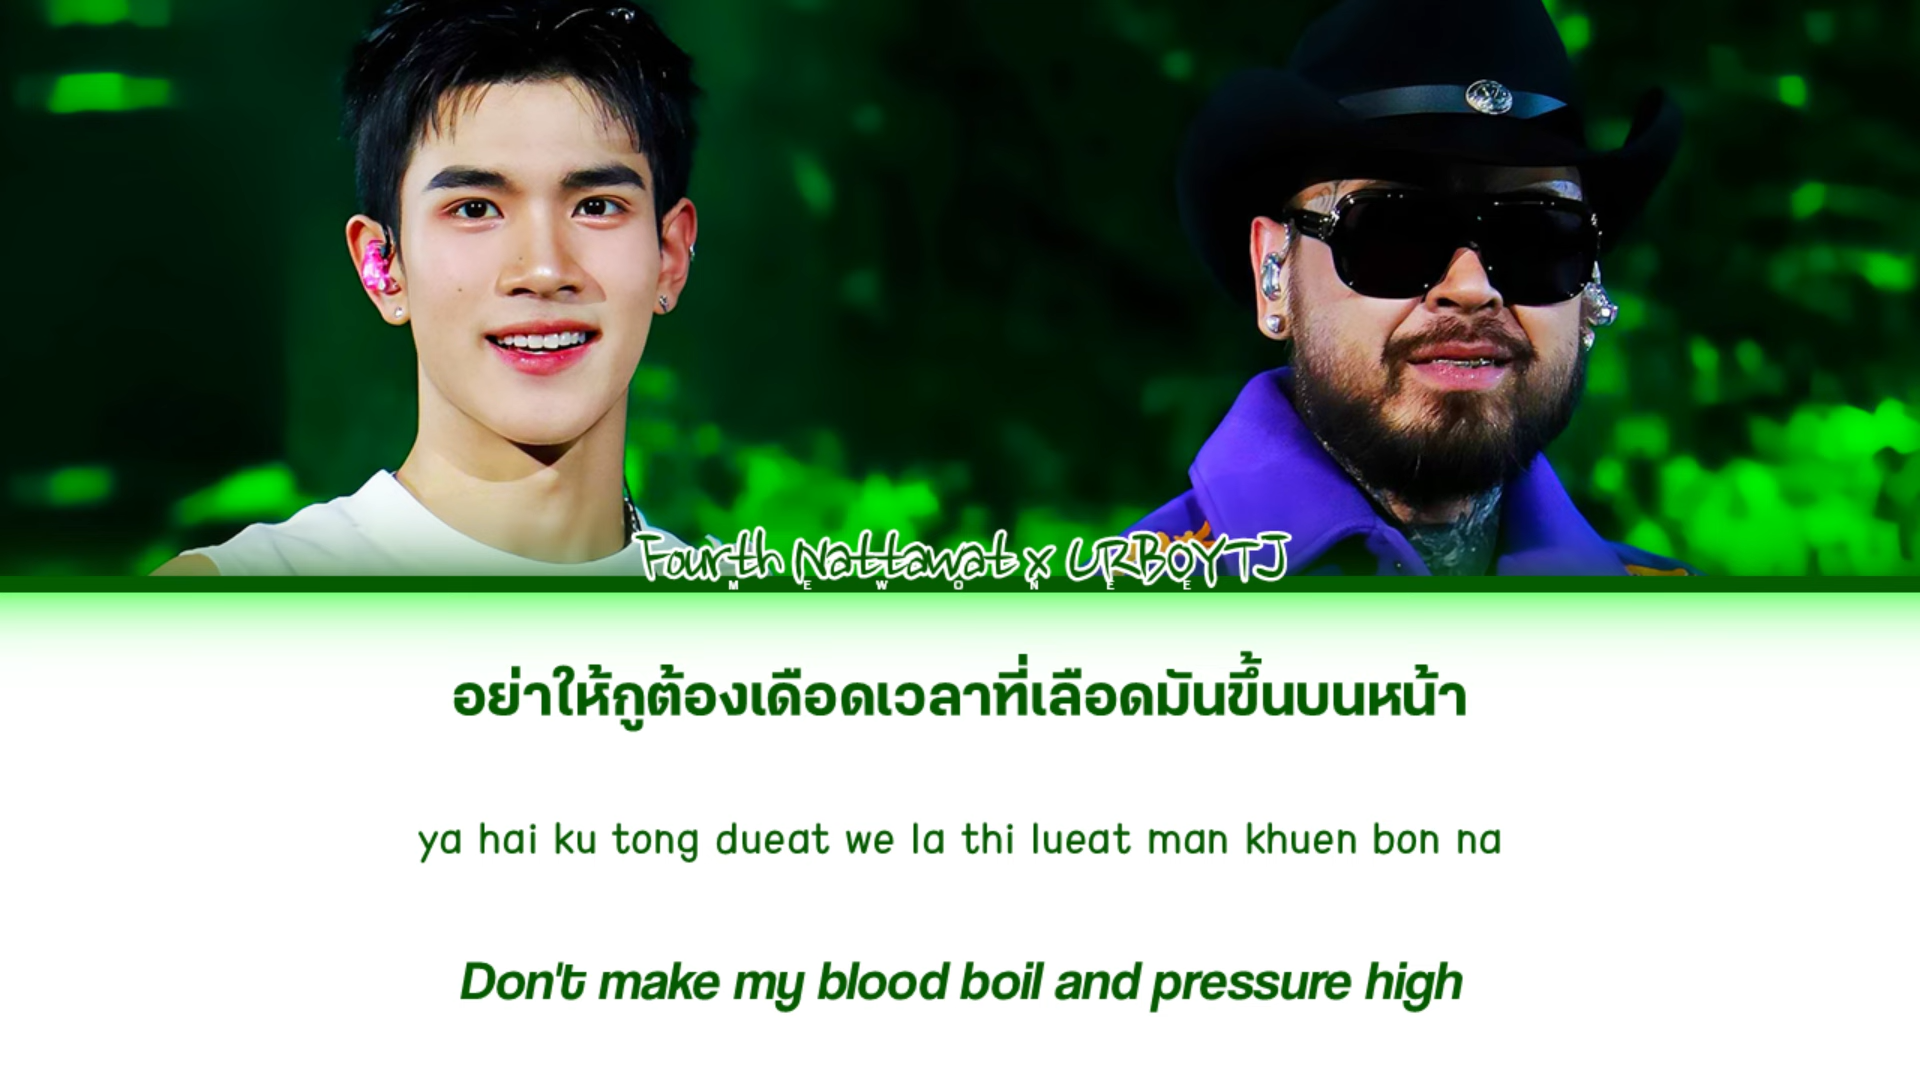 Fourth Nattawat x URBOYTJ
M E W O N E E
อย่าให้กูต้องเดือดเวลาที่เลือดมันขึ้นบนหน้า
ya hai ku tong dueat we la thi lueat man khuen bon na
Don't make my blood boil and pressure high